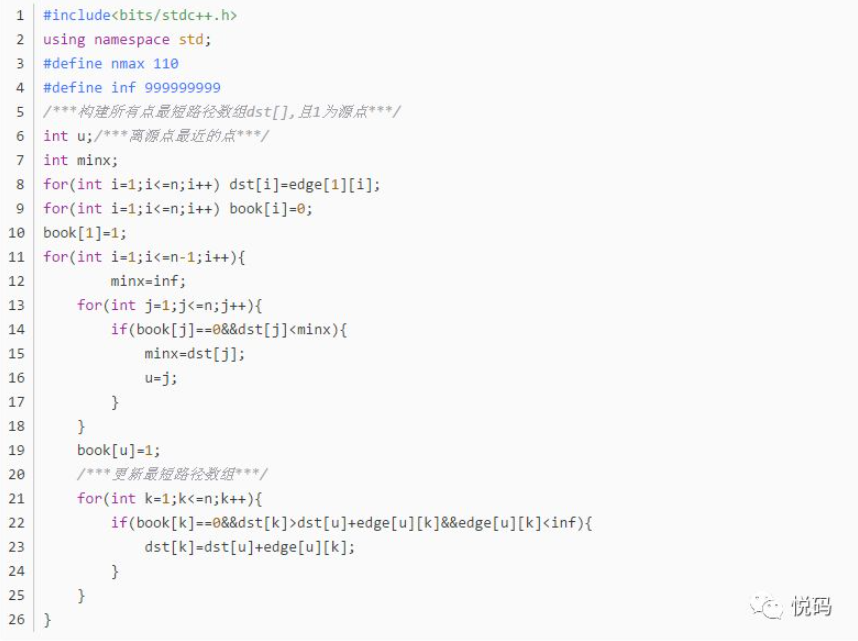 1 #include<bits/stdc++.h>
2 using namespace std;
3 #define nmax 110
4 #define inf 999999999
5 /***构建所有点最短路径数组dst[],且1为源点***/
6 int u;/***离源点最近的点***/
7 int minx;
8 for(int i=1;i<=n;i++) dst[i]=edge[1][i];
9 for(int i=1;i<=n;i++) book[i]=0;
10 book[1]=1;
11 for(int i=1;i<=n-1;i++){
12         minx=inf;
13     for(int j=1;j<=n;j++){
14         if(book[j]==0&&dst[j]<minx){
15             minx=dst[j];
16             u=j;
17         }
18     }
19     book[u]=1;
20     /***更新最短路径数组***/
21     for(int k=1;k<=n;k++){
22         if(book[k]==0&&dst[k]>dst[u]+edge[u][k]&&edge[u][k]<inf){
23             dst[k]=dst[u]+edge[u][k];
24         }
25     }
26 }
悦码